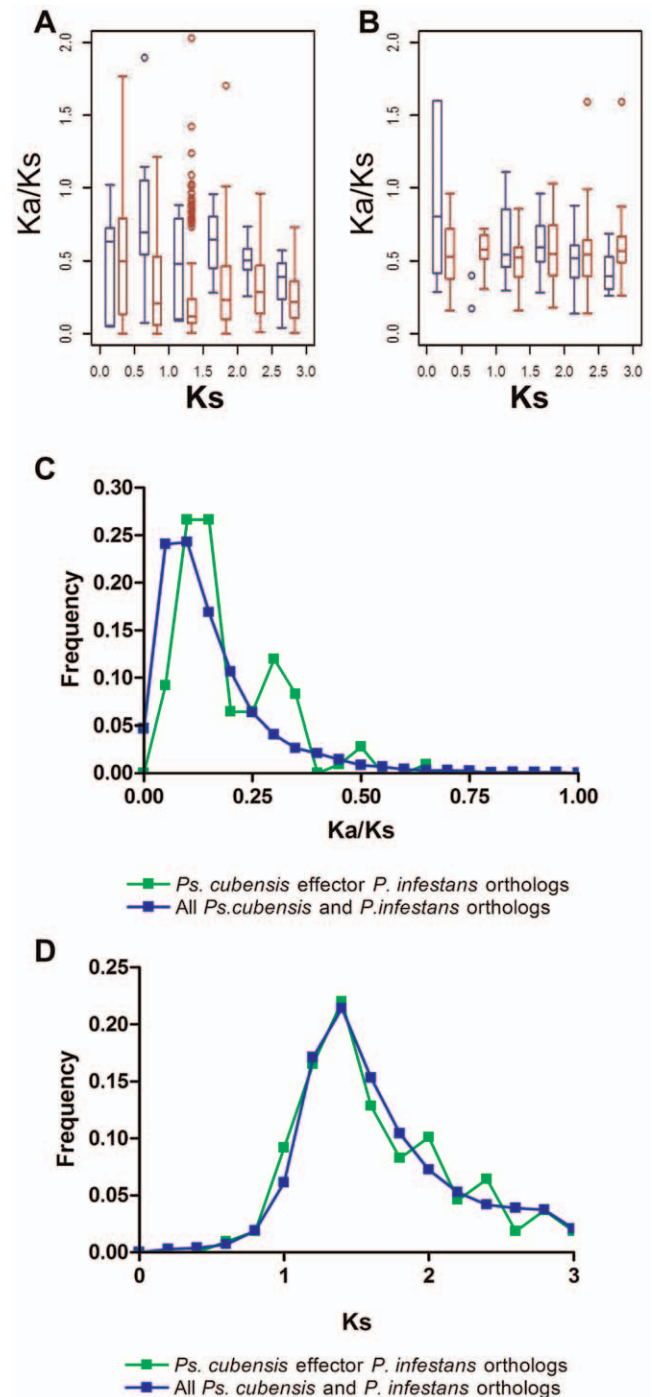 A
B
2.0
1.5
1.0
0.5
0.0
Ka/Ks
0.0 0.5 1.0 1.5 2.0 2.5 3.0
Ks
2.0
1.5
1.0
0.5
0.0
Ka/Ks
0.0 0.5 1.0 1.5 2.0 2.5 3.0
Ks
C
0.30
0.25
0.20
0.15
0.10
0.05
0.00
Frequency
0.00 0.25 0.50 0.75 1.00
Ka/Ks
Ps. cubensis effector P. infestans orthologs
All Ps.cubensis and P.infestans orthologs
D
0.25
0.20
0.15
0.10
0.05
0.00
Frequency
0 1 2 3
Ks
Ps. cubensis effector P. infestans orthologs
All Ps. cubensis and P. infestans orthologs